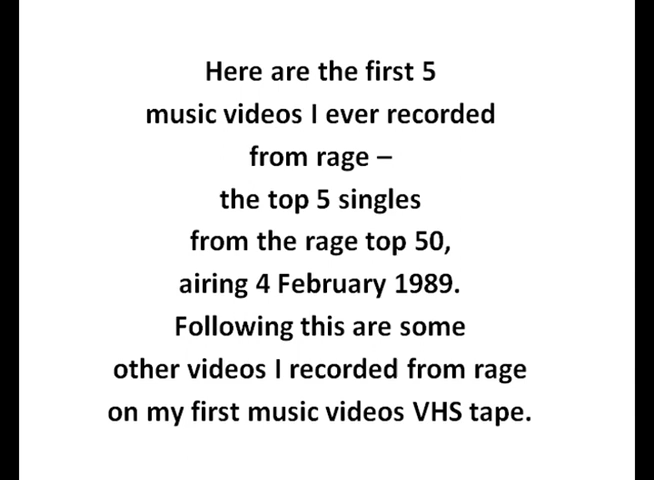 Here are the first 5
music videos I ever recorded
from rage –
the top 5 singles
from the rage top 50,
airing 4 February 1989.
Following this are some
other videos I recorded from rage
on my first music videos VHS tape.